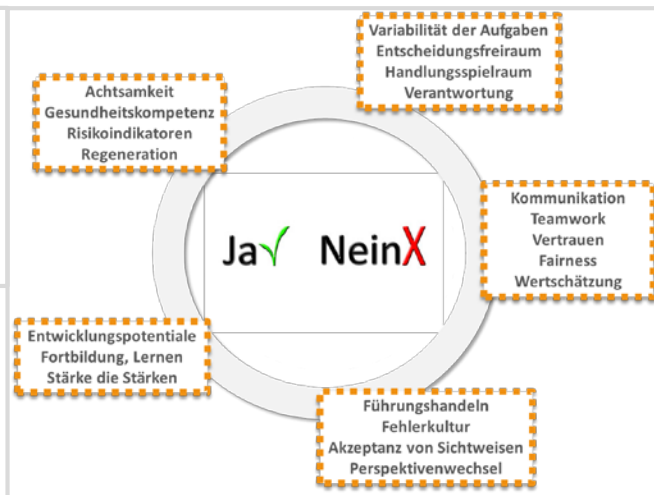 Variabilität der Aufgaben
Entscheidungsfreiraum
Handlungsspielraum
Verantwortung
Achtsamkeit
Gesundheitskompetenz
Risikoindikatoren
Regeneration
Kommunikation
Teamwork
Vertrauen
Fairness
Wertschätzung
Ja√ NeinX
Entwicklungspotentiale
Fortbildung, Lernen
Stärke die Stärken
Führungshandeln
Fehlerkultur
Akzeptanz von Sichtweisen
Perspektivenwechsel